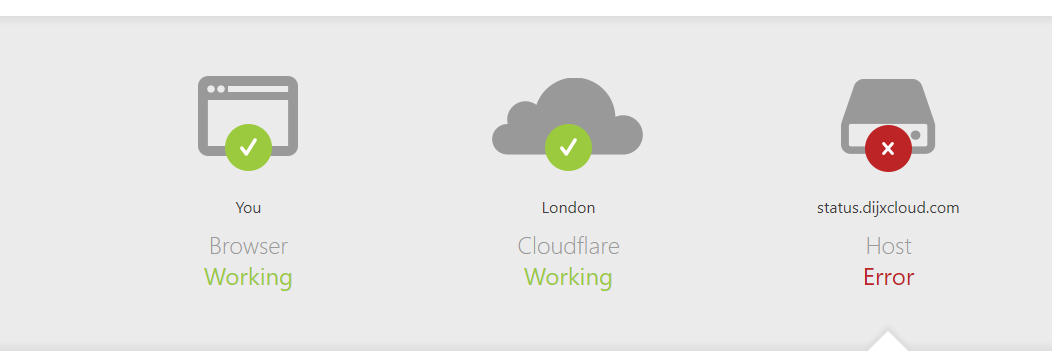 You
Browser
Working
London
Cloudflare
Working
status.dijxcloud.com
Host
Error